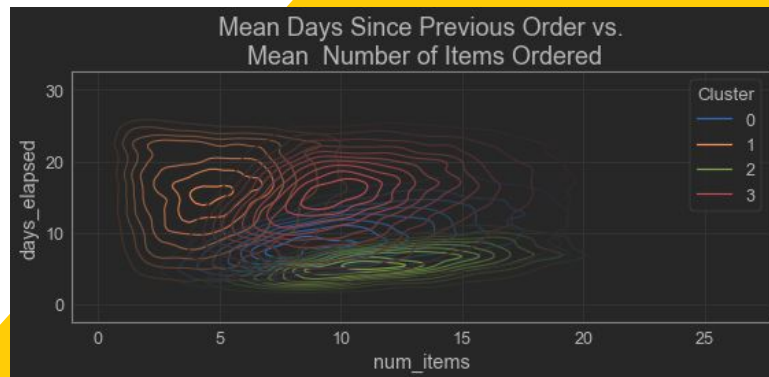 Mean Days Since Previous Order vs.
Mean Number of Items Ordered
30
20
10
0
days_elapsed
0 5 10 15 20 25
num_items
Cluster
0
1
2
3